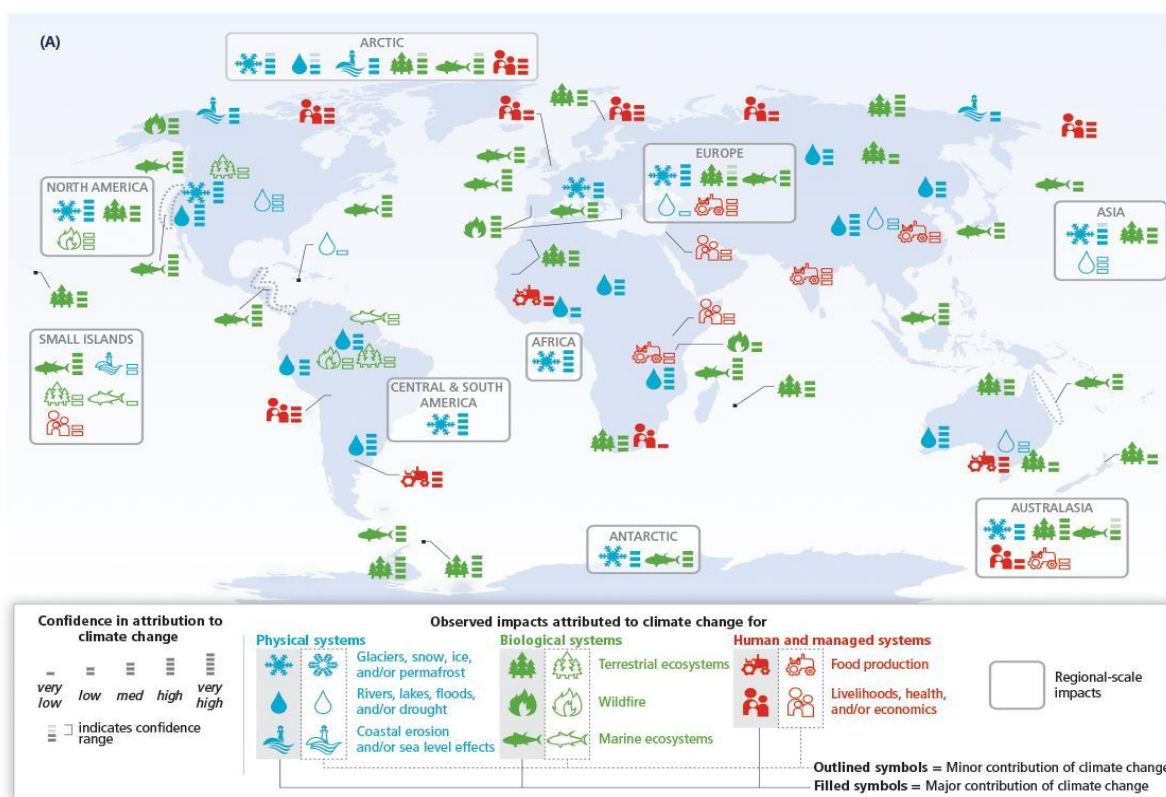 (A)
ARCTIC
EUROPE
NORTH AMERICA
ASIA
SMALL ISLANDS
AFRICA
CENTRAL & SOUTH
AMERICA
AUSTRALASIA
ANTARCTIC
Confidence in attribution to
climate change
very
low
low
med
high
very
high
indicates confidence
range
Observed impacts attributed to climate change for
Physical systems
Glaciers, snow, ice,
and/or permafrost
Rivers, lakes, floods,
and/or drought
Coastal erosion
and/or sea level effects
Biological systems
Terrestrial ecosystems
Wildfire
Marine ecosystems
Human and managed systems
Food production
Livelihoods, health,
and/or economics
Regional-scale
impacts
Outlined symbols = Minor contribution of climate change
Filled symbols = Major contribution of climate change